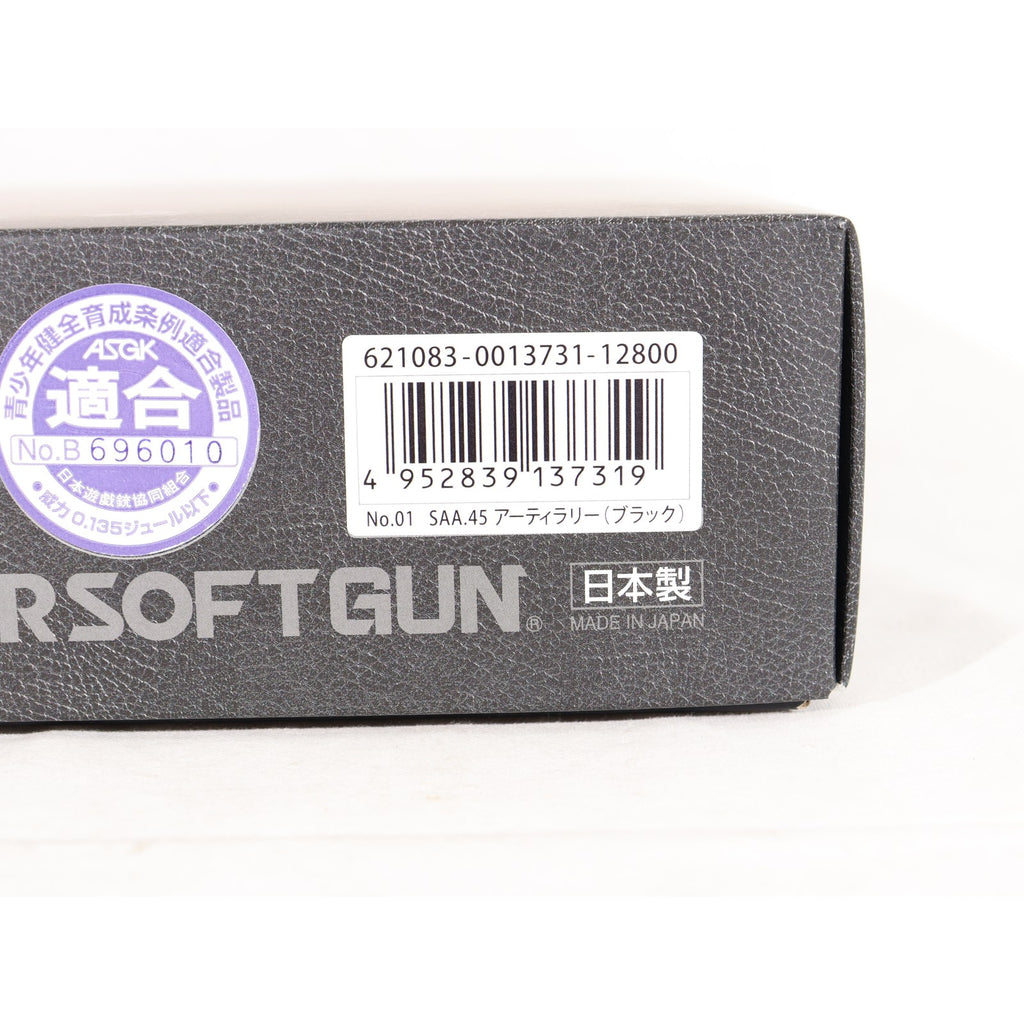 青少年健全育成条例適合製品
ASGK
適合
No.B 696010
日本遊戯銃協同組合
・威力0.135ジュール以下・
621083-0013731-12800
4 952839 137319
No.01 SAA.45 アーティラリー（ブラック）
RSOFT GUN®
日本製
MADE IN JAPAN